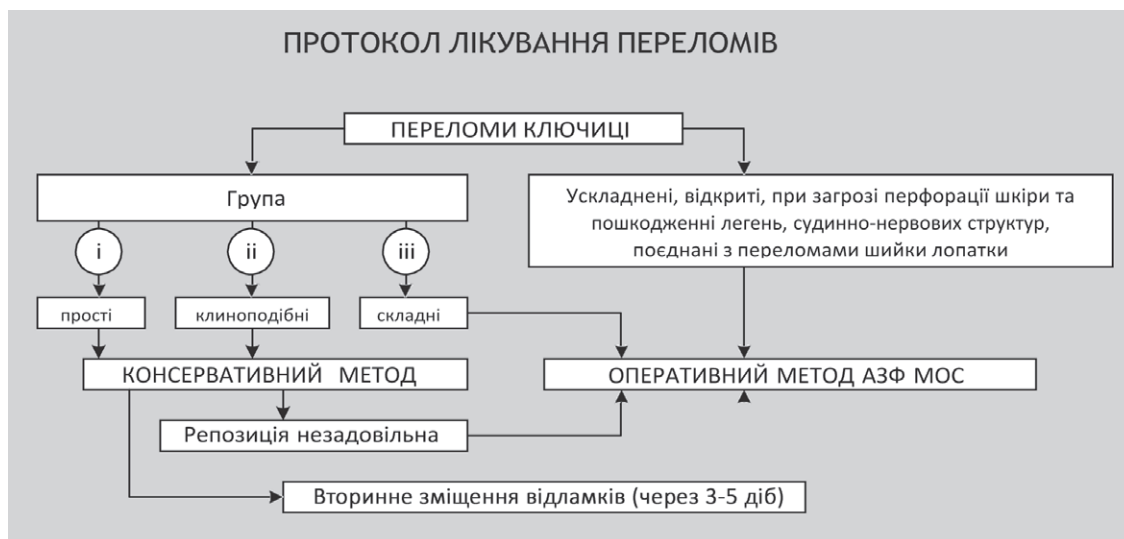 ПРОТОКОЛ ЛІКУВАННЯ ПЕРЕЛОМІВ
ПЕРЕЛОМИ КЛЮЧИЦІ
Група
Ускладнені, відкриті, при загрозі перфорації шкіри та
пошкодженні легень, судинно-нервових структур,
поєднані з переломами шийки лопатки
i
ii
iii
прості
клиноподібні
складні
КОНСЕРВАТИВНИЙ МЕТОД
ОПЕРАТИВНИЙ МЕТОД АЗФ МОС
Репозиція незадовільна
Вторинне зміщення відламків (через 3-5 діб)